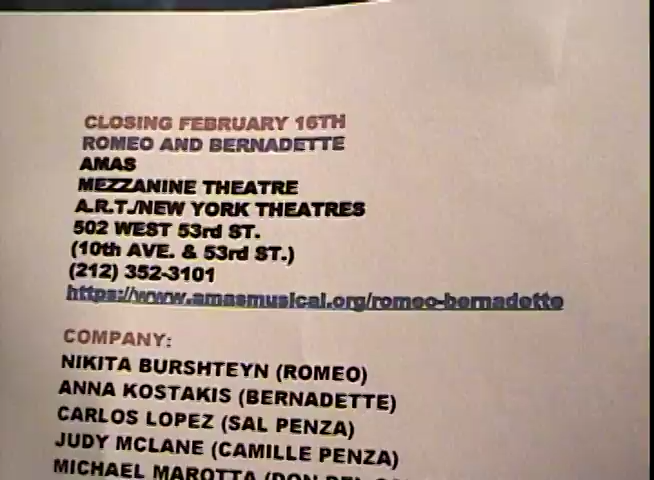 CLOSING FEBRUARY 16TH
ROMEO AND BERNADETTE
AMAS
MEZZANINE THEATRE
A.R.T./NEW YORK THEATRES
502 WEST 53rd ST.
(10th AVE. & 53rd ST.)
(212) 352-3101
https://www.amasmusical.org/romeo-bernadette
COMPANY:
NIKITA BURSHTEYN (ROMEO)
ANNA KOSTAKIS (BERNADETTE)
CARLOS LOPEZ (SAL PENZA)
JUDY MCLANE (CAMILLE PENZA)
MICHAEL MAROTTA (DON DEL